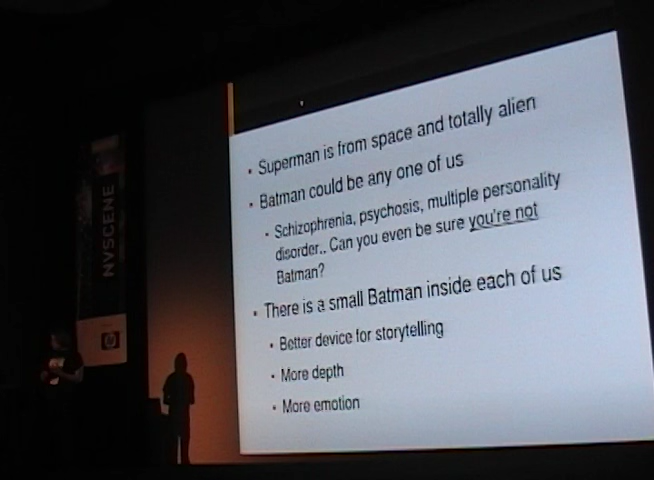 • Superman is from space and totally alien
• Batman could be any one of us
• Schizophrenia, psychosis, multiple personality
disorder.. Can you even be sure you're not
Batman?
• There is a small Batman inside each of us
• Better device for storytelling
• More depth
• More emotion
NVSCENE
hp